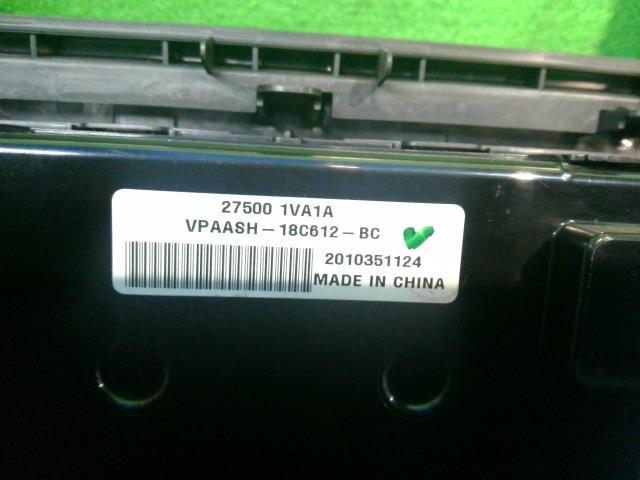 27500 1VA1A
VPAASH-18C612-BC
2010351124
MADE IN CHINA